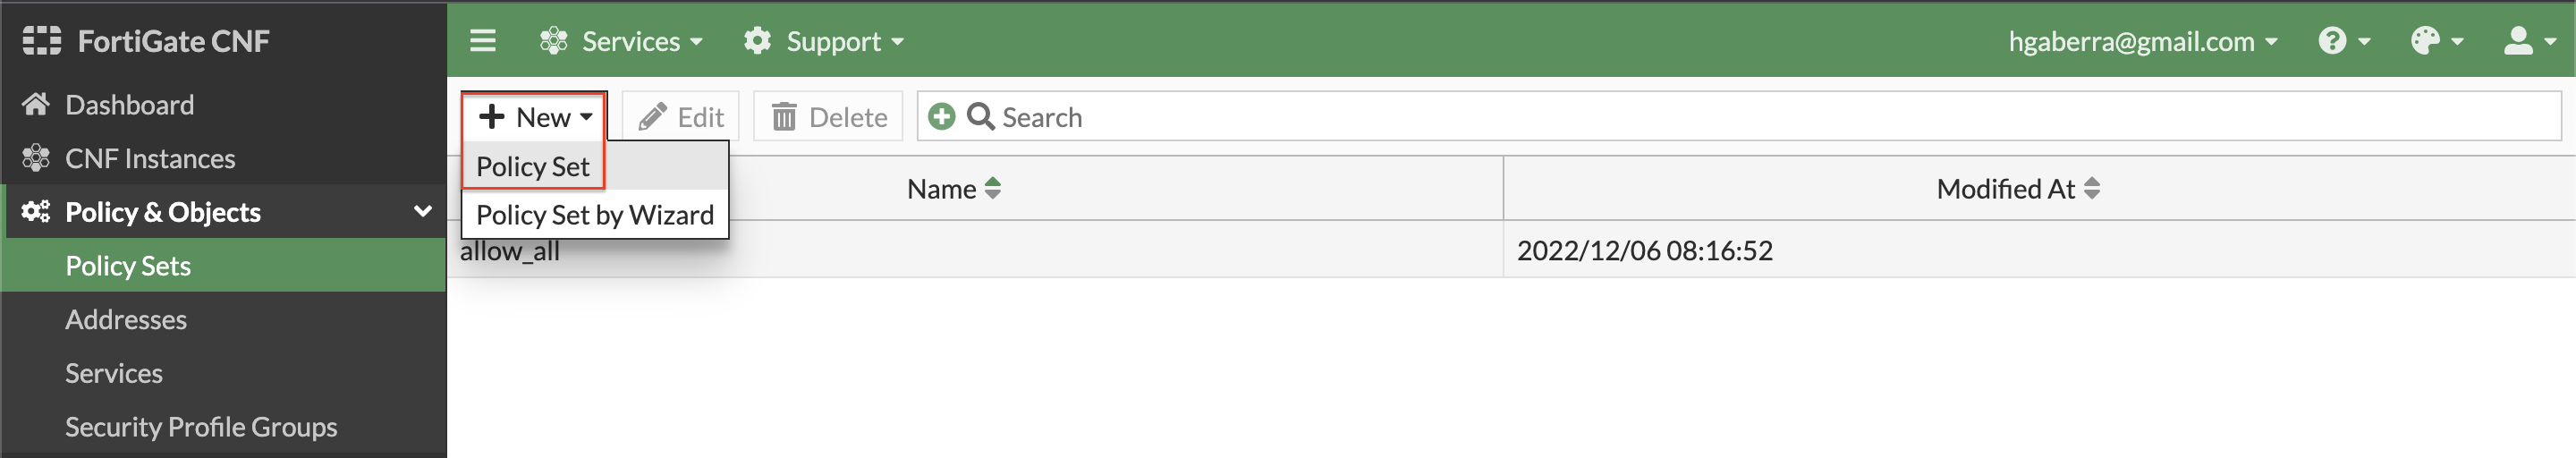 FortiGate CNF
Services
Support
hgaberra@gmail.com
Dashboard
CNF Instances
Policy & Objects
Policy Sets
Addresses
Services
Security Profile Groups
New
Edit
Delete
Search
Policy Set
Policy Set by Wizard
Name
Modified At
allow_all
2022/12/06 08:16:52